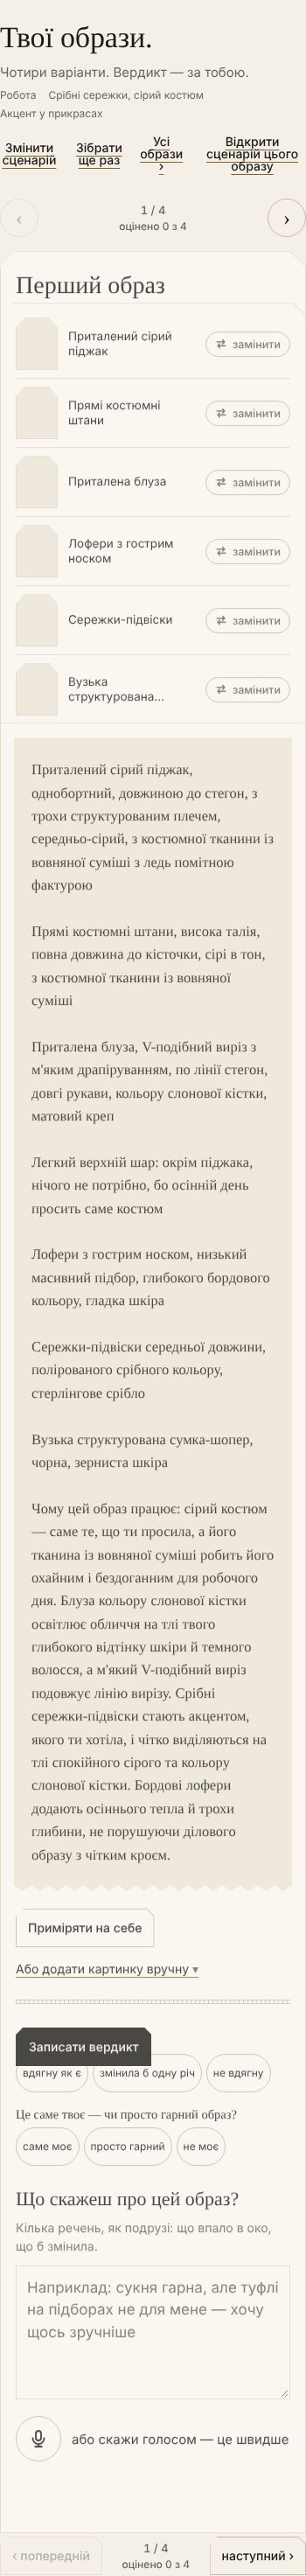 Твої образи.
Чотири варіанти. Вердикт — за тобою.
Робота Срібні сережки, сірий костюм
Акцент у прикрасах
Змінити сценарій
Зібрати ще раз
Усі образи ›
Відкрити сценарій цього образу
‹
1 / 4
оцінено 0 з 4
›
Перший образ
Приталений сірий піджак
⇄ замінити
Прямі костюмні штани
⇄ замінити
Приталена блуза
⇄ замінити
Лофери з гострим носком
⇄ замінити
Сережки-підвіски
⇄ замінити
Вузька структурована...
⇄ замінити
Приталений сірий піджак,
однобортний, довжиною до стегон, з
трохи структурованим плечем,
середньо-сірий, з костюмної тканини із
вовняної суміші з ледь помітною
фактурою
Прямі костюмні штани, висока талія,
повна довжина до кісточки, сірі в тон,
з костюмної тканини із вовняної
суміші
Приталена блуза, V-подібний виріз з
м'яким драпіруванням, по лінії стегон,
довгі рукави, кольору слонової кістки,
матовий креп
Легкий верхній шар: окрім піджака,
нічого не потрібно, бо осінній день
просить саме костюм
Лофери з гострим носком, низький
масивний підбор, глибокого бордового
кольору, гладка шкіра
Сережки-підвіски середньої довжини,
полірованого срібного кольору,
стерлінгове срібло
Вузька структурована сумка-шопер,
чорна, зерниста шкіра
Чому цей образ працює: сірий костюм
— саме те, що ти просила, а його
тканина із вовняної суміші робить його
охайним і бездоганним для робочого
дня. Блуза кольору слонової кістки
освітлює обличчя на тлі твого
глибокого відтінку шкіри й темного
волосся, а м'який V-подібний виріз
подовжує лінію вирізу. Срібні
сережки-підвіски стають акцентом,
якого ти хотіла, і чітко виділяються на
тлі спокійного сірого та кольору
слонової кістки. Бордові лофери
додають осіннього тепла й трохи
глибини, не порушуючи ділового
образу з чітким кроєм.
Приміряти на себе
Або додати картинку вручну ▾
Записати вердикт
вдягну як є
змінила б одну річ
не вдягну
Це саме твоє — чи просто гарний образ?
саме моє
просто гарний
не моє
Що скажеш про цей образ?
Кілька речень, як подрузі: що впало в око,
що б змінила.
Наприклад: сукня гарна, але туфлі
на підборах не для мене — хочу
щось зручніше
або скажи голосом — це швидше
‹ попередній
1 / 4
оцінено 0 з 4
наступний ›